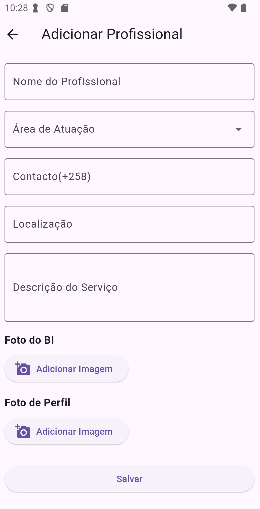 10:28
Adicionar Profissional
Nome do Profissional
Área de Atuação
Contacto(+258)
Localização
Descrição do Serviço
Foto do BI
Adicionar Imagem
Foto de Perfil
Adicionar Imagem
Salvar